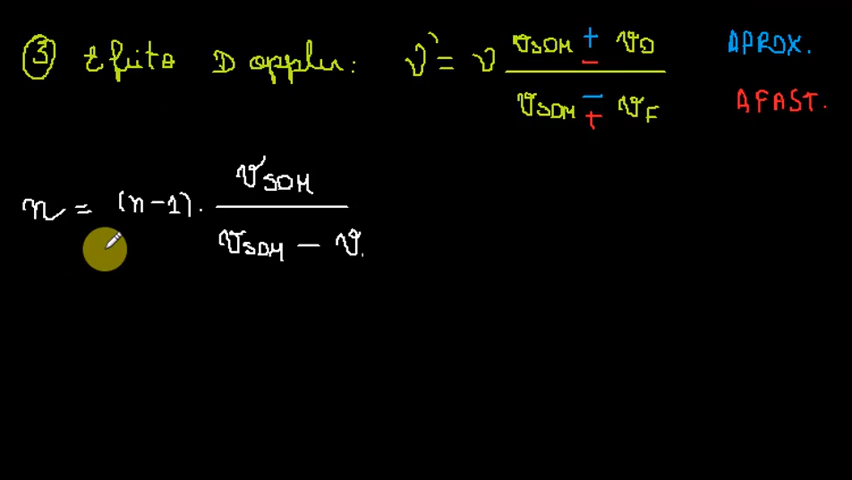 ③ Efeito Doppler: ν' = ν (v_SOM ± v_O) / (v_SOM ∓ v_F) APROX.
AFAST.
n = (n-1) . v_SOM / (v_SOM - v.)